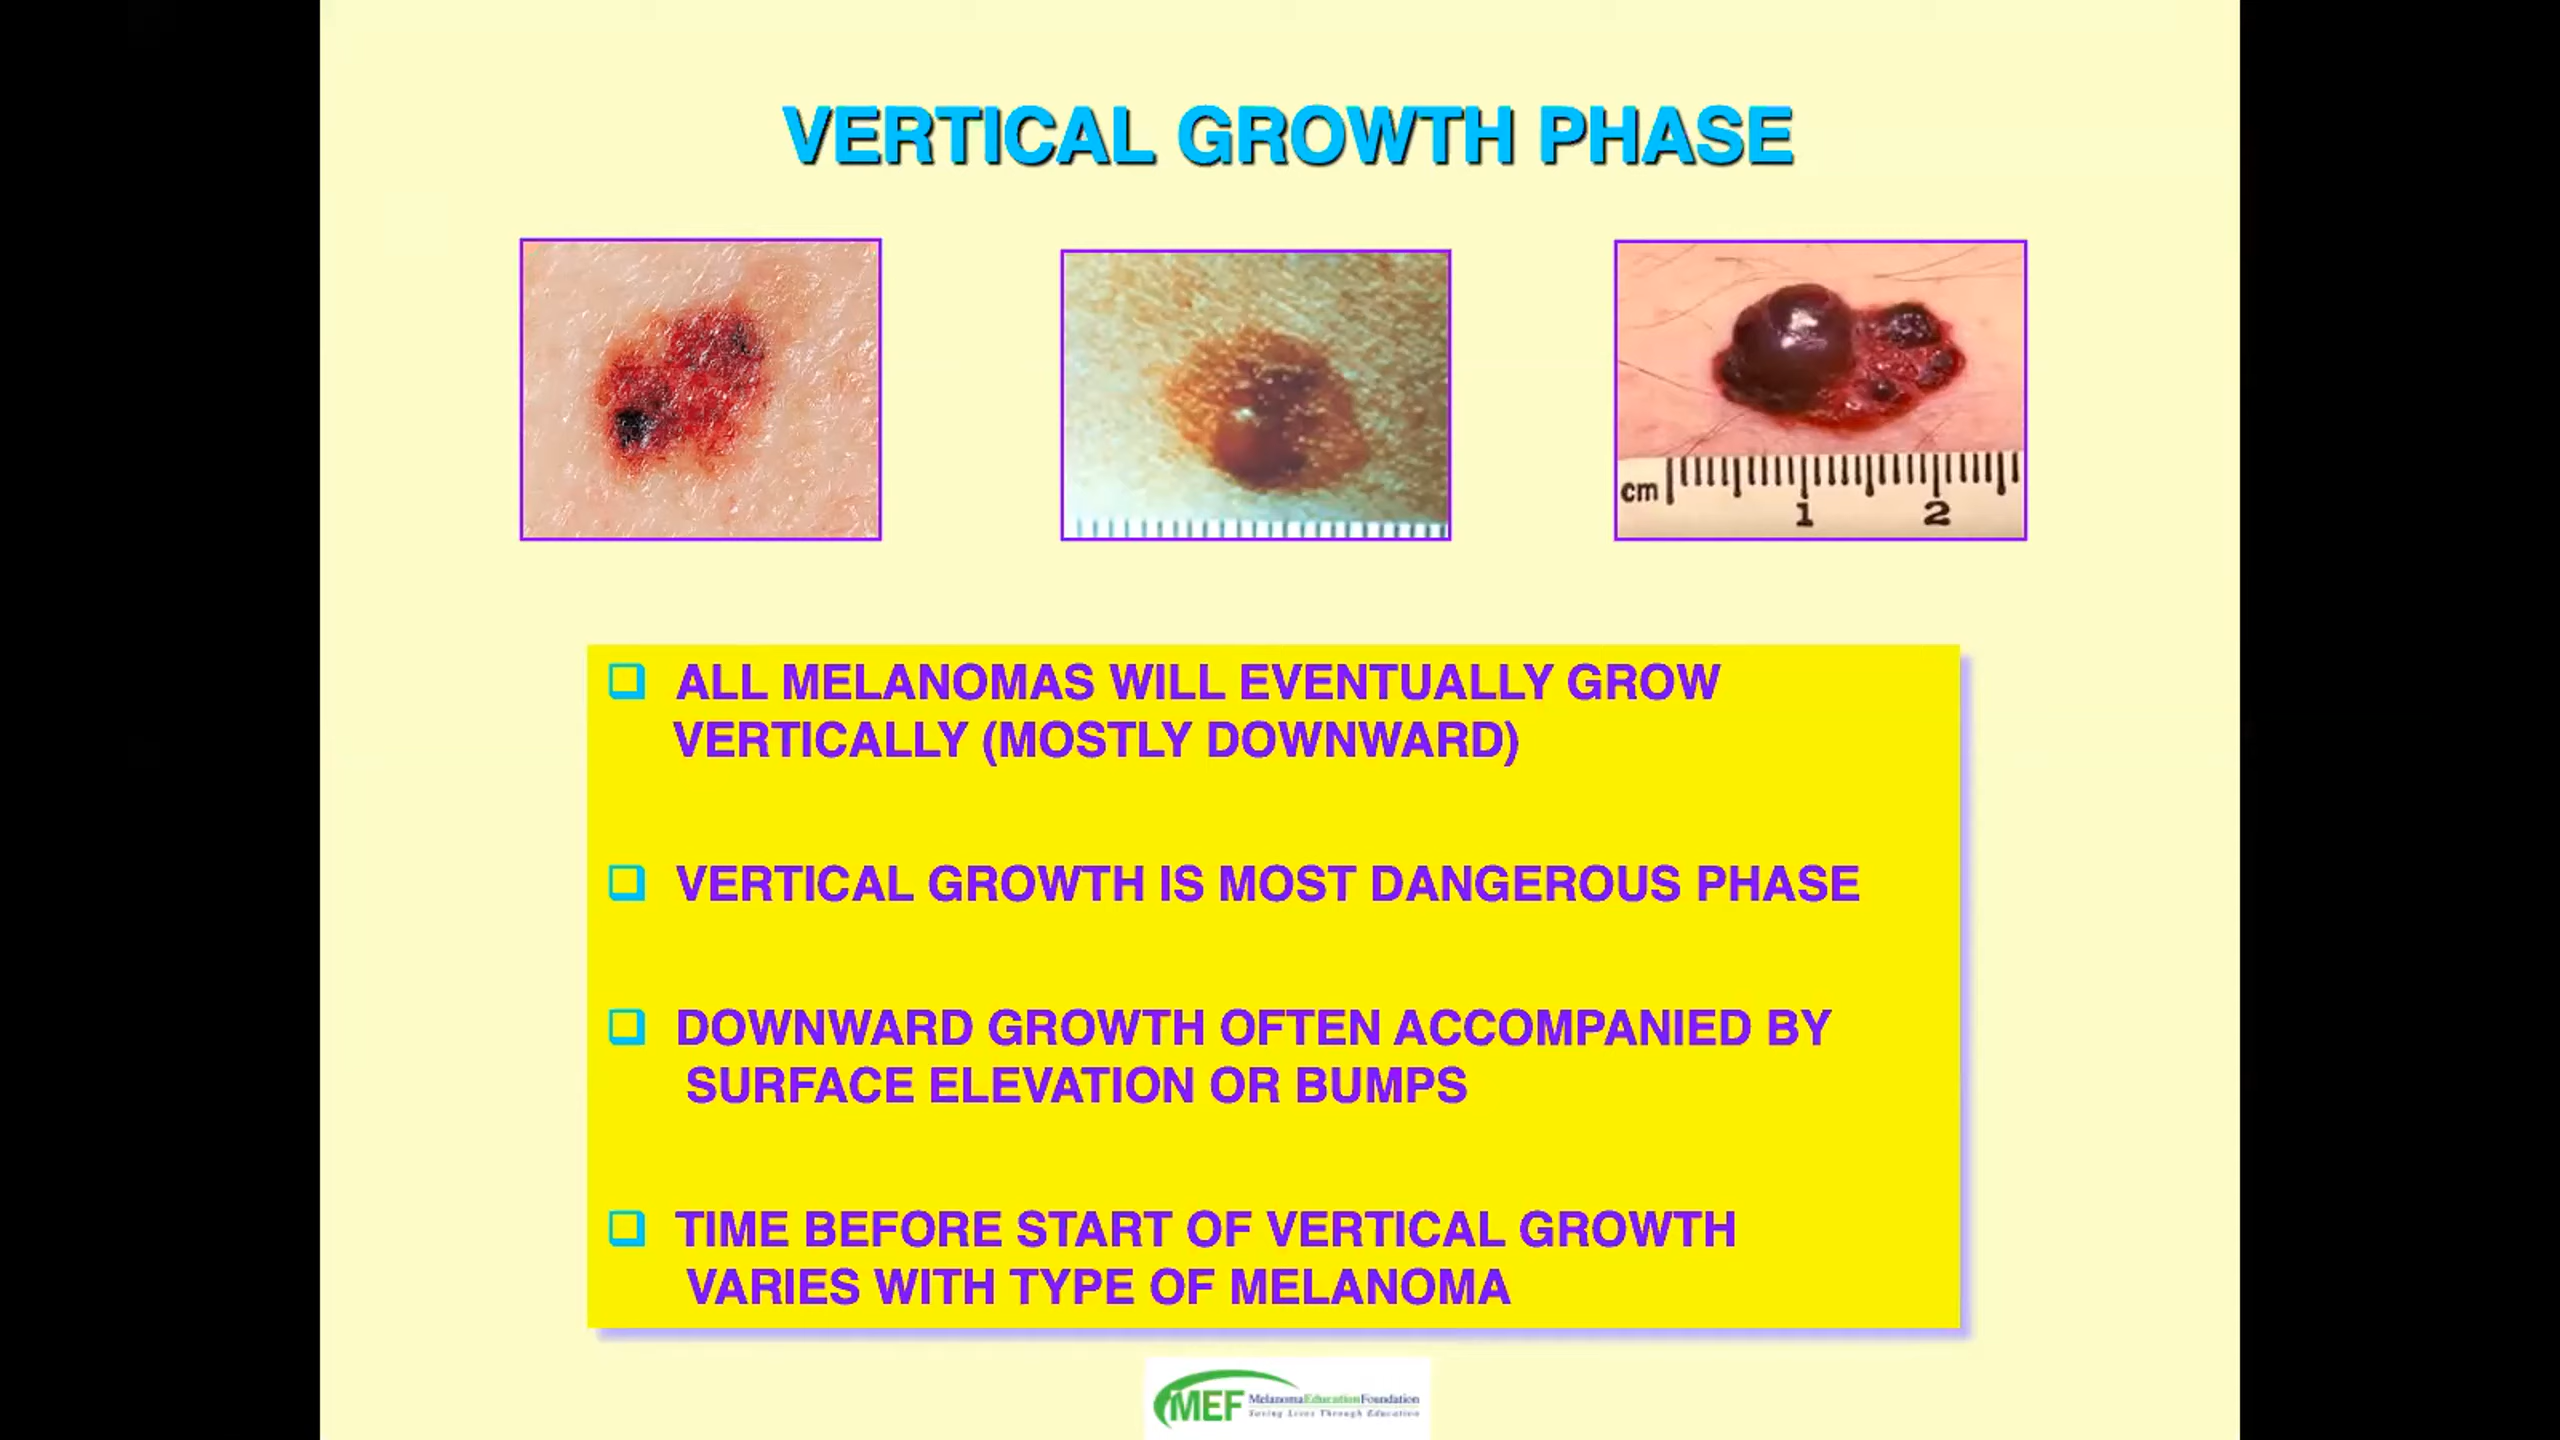 VERTICAL GROWTH PHASE
cm
1
2
ALL MELANOMAS WILL EVENTUALLY GROW
VERTICALLY (MOSTLY DOWNWARD)
VERTICAL GROWTH IS MOST DANGEROUS PHASE
DOWNWARD GROWTH OFTEN ACCOMPANIED BY
SURFACE ELEVATION OR BUMPS
TIME BEFORE START OF VERTICAL GROWTH
VARIES WITH TYPE OF MELANOMA
MEF MelanomaEducationFoundation
Saving Lives Through Education